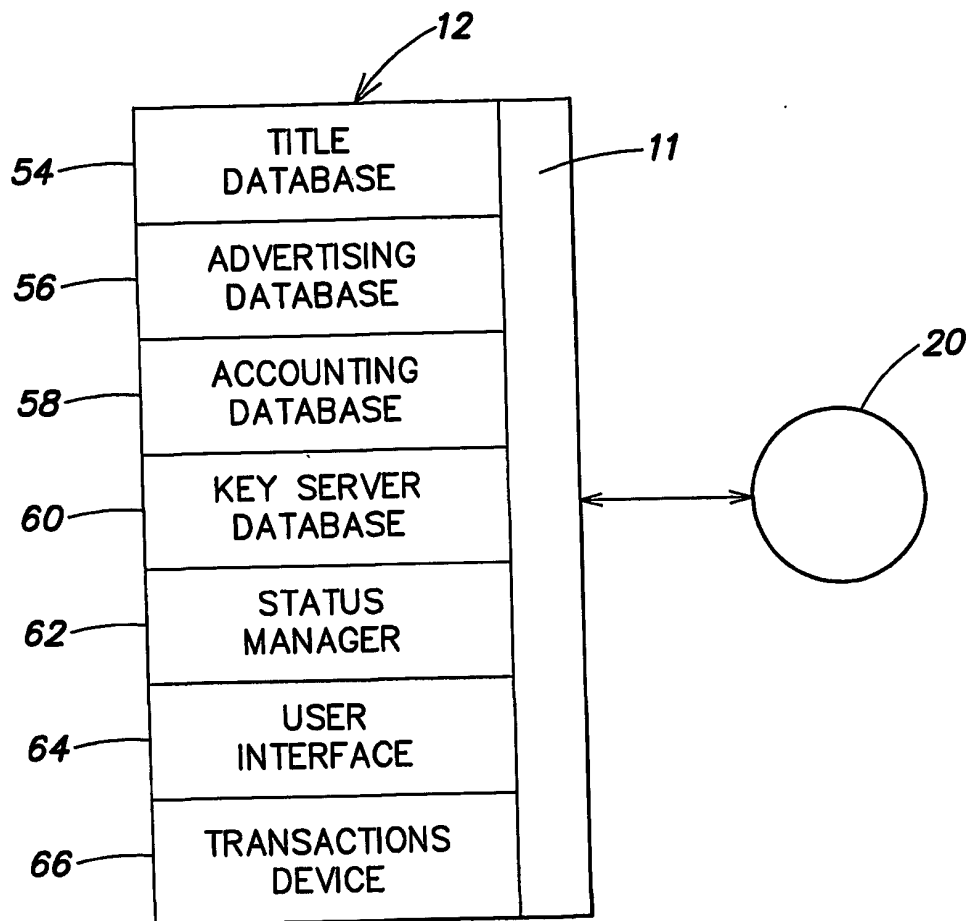 12
TITLE
DATABASE
54
11
ADVERTISING
DATABASE
56
ACCOUNTING
DATABASE
58
20
KEY SERVER
DATABASE
60
STATUS
MANAGER
62
USER
INTERFACE
64
TRANSACTIONS
DEVICE
66